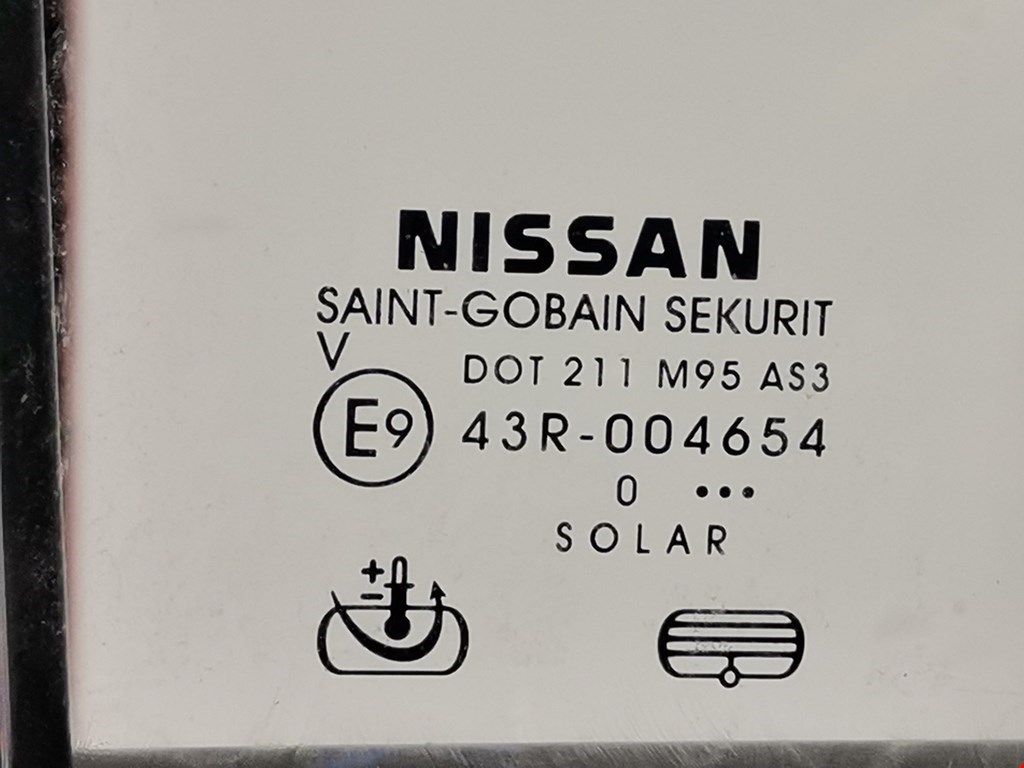 NISSAN
SAINT-GOBAIN SEKURIT
V
DOT 211 M95 AS3
E9 43R-004654
0 •••
SOLAR
+
−